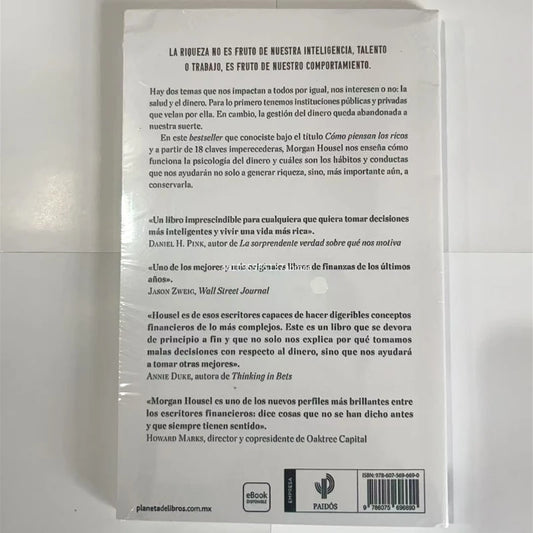 LA RIQUEZA NO ES FRUTO DE NUESTRA INTELIGENCIA, TALENTO
O TRABAJO, ES FRUTO DE NUESTRO COMPORTAMIENTO.
Hay dos temas que nos impactan a todos por igual, nos interesen o no: la
salud y el dinero. Para lo primero tenemos instituciones públicas y privadas
que velan por ella. En cambio, la gestión del dinero queda abandonada a
nuestra suerte.
En este bestseller que conociste bajo el título Cómo piensan los ricos
y a partir de 18 claves imperecederas, Morgan Housel nos enseña cómo
funciona la psicología del dinero y cuáles son los hábitos y conductas
que nos ayudarán no solo a generar riqueza, sino, más importante aún, a
conservarla.
«Un libro imprescindible para cualquiera que quiera tomar decisiones
más inteligentes y vivir una vida más rica».
DANIEL H. PINK, autor de La sorprendente verdad sobre qué nos motiva
«Uno de los mejores y más originales libros de finanzas de los últimos
años».
JASON ZWEIG, Wall Street Journal
«Housel es de esos escritores capaces de hacer digeribles conceptos
financieros de lo más complejos. Este es un libro que se devora
de principio a fin y que no solo nos explica por qué tomamos
malas decisiones con respecto al dinero, sino que nos ayudará
a tomar otras mejores».
ANNIE DUKE, autora de Thinking in Bets
«Morgan Housel es uno de los nuevos perfiles más brillantes entre
los escritores financieros: dice cosas que no se han dicho antes
y que siempre tienen sentido».
HOWARD MARKS, director y copresidente de Oaktree Capital
planetadelibros.com.mx
eBook
DISPONIBLE
EMPRESA
PAIDÓS
ISBN: 978-607-569-669-0
9 786075 696690